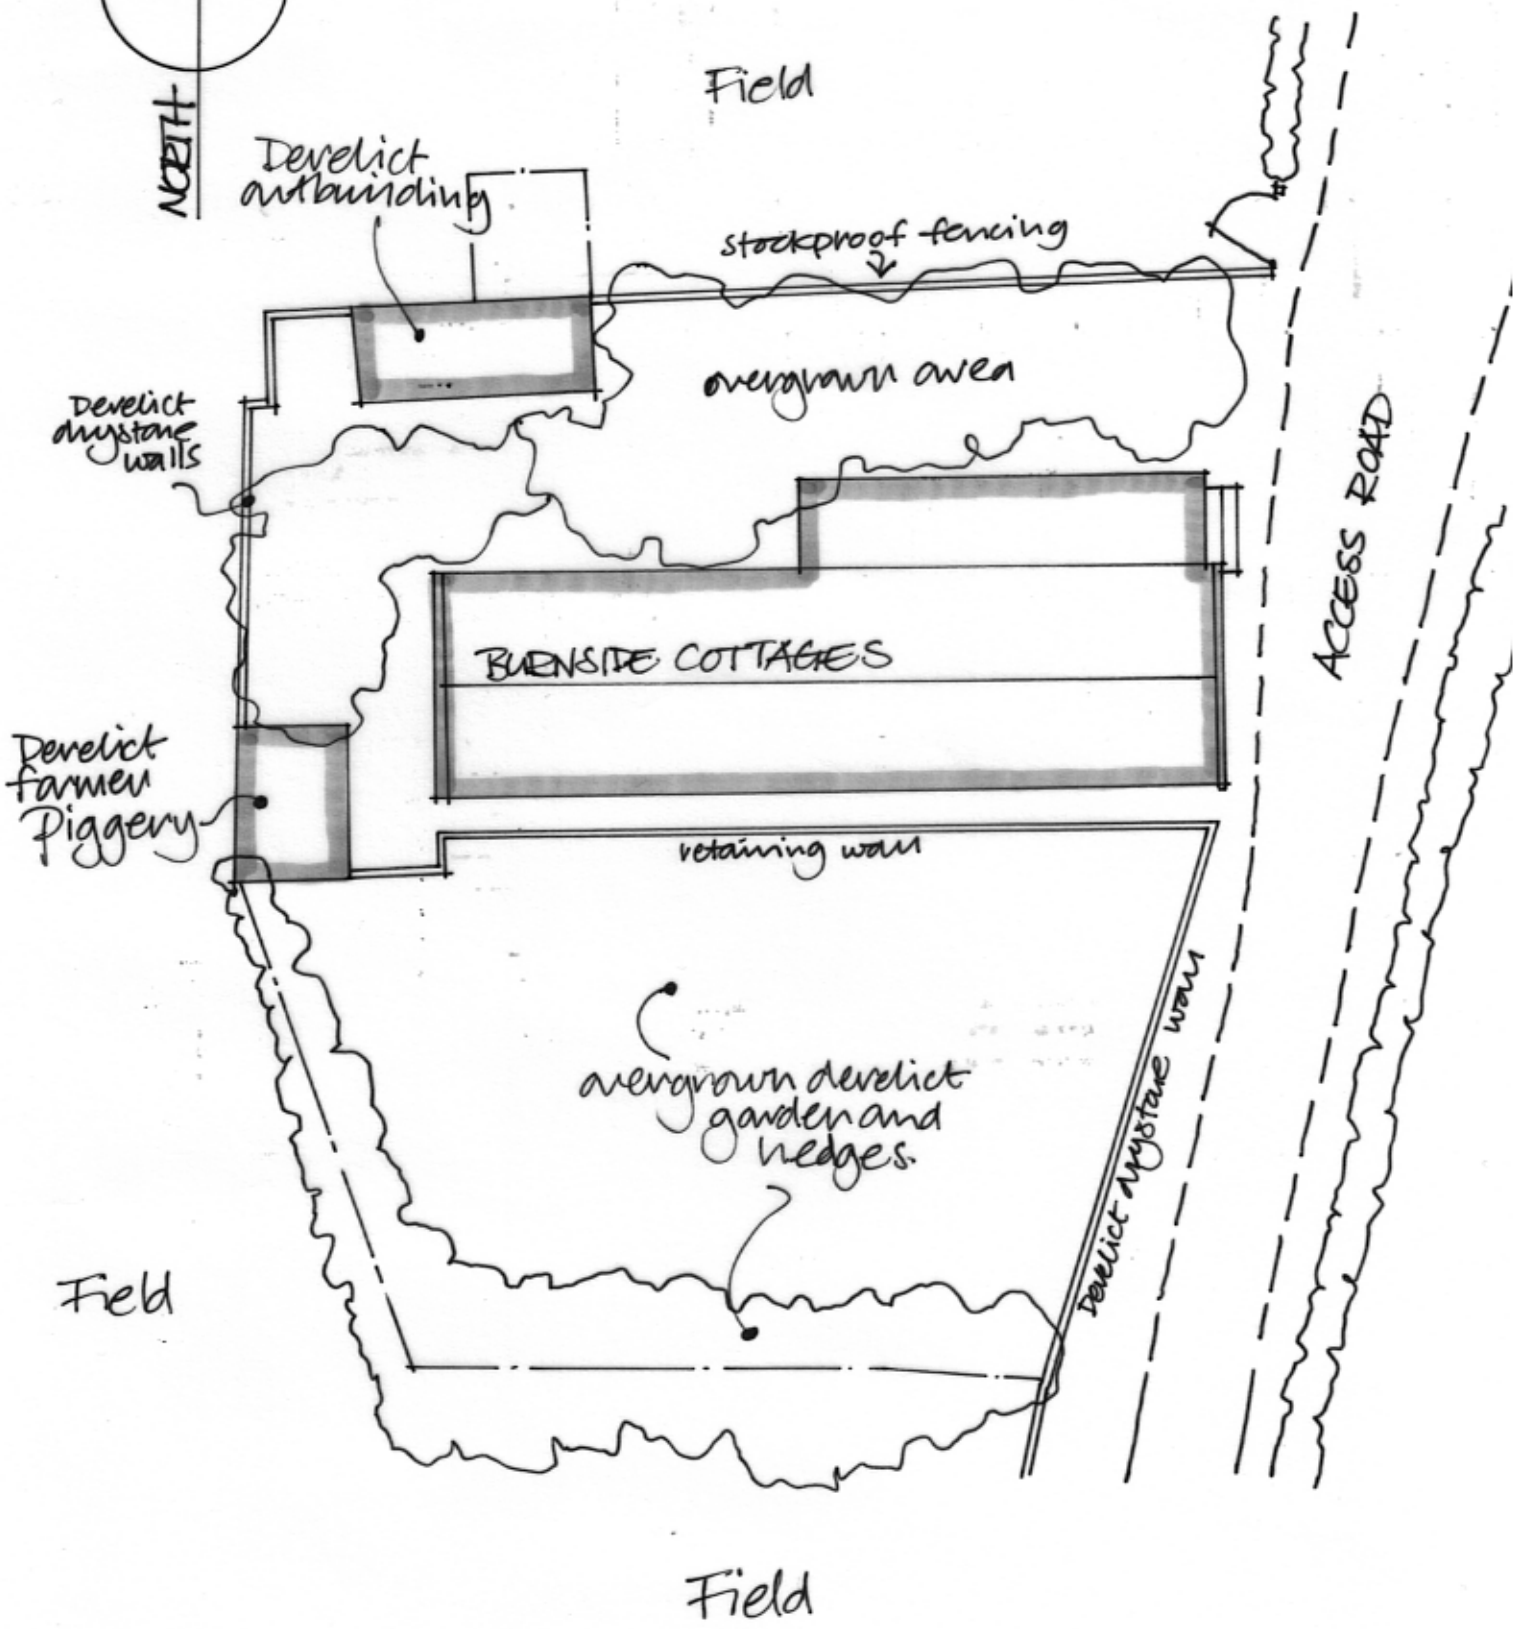 NORTH
Field
Derelict
outbuilding
stockproof fencing
overgrown area
Derelict
drystone
walls
ACCESS ROAD
BURNSIDE COTTAGES
Derelict
former
Piggery
retaining wall
overgrown derelict
garden and
hedges.
Derelict drystone wall
Field
Field